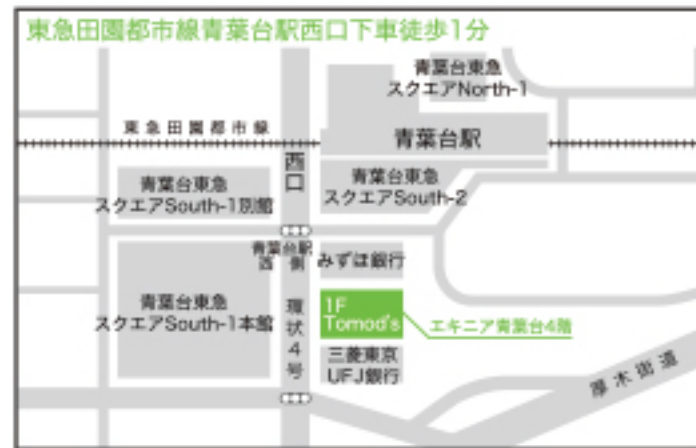 東急田園都市線青葉台駅西口下車徒歩1分
青葉台東急
スクエアNorth-1
東急田園都市線
青葉台駅
西口
青葉台東急
スクエアSouth-1別館
青葉台東急
スクエアSouth-2
青葉台駅
西側
みずほ銀行
青葉台東急
スクエアSouth-1本館
環状4号
1F
Tomod's
エキニア青葉台4階
三菱東京
UFJ銀行
厚木街道